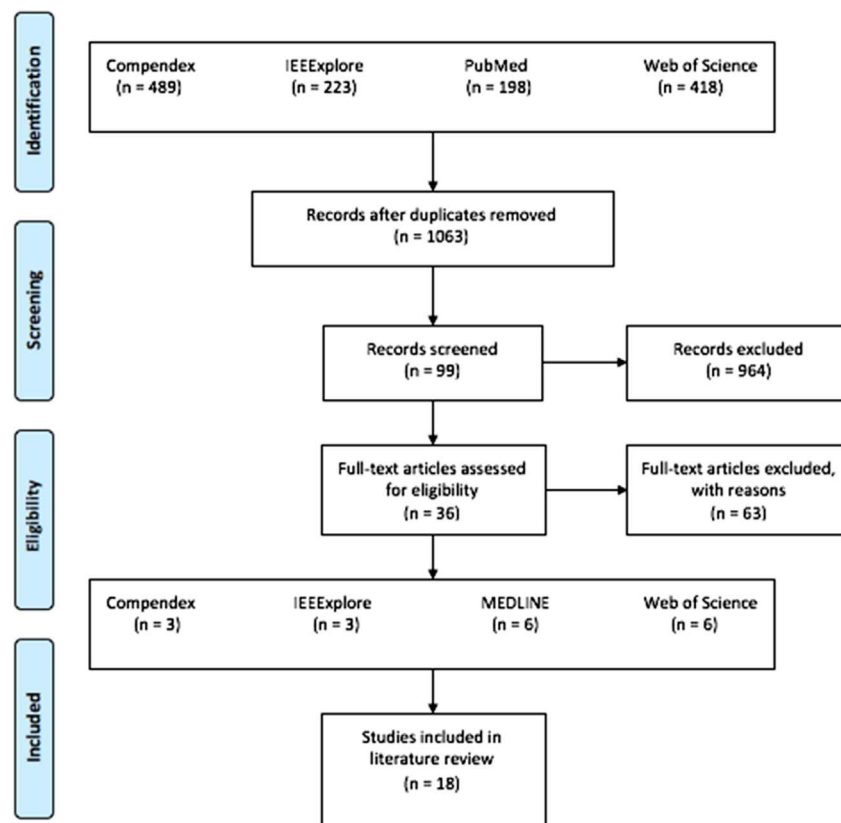 Identification
Compendex
(n = 489)
IEEExplore
(n = 223)
PubMed
(n = 198)
Web of Science
(n = 418)
Records after duplicates removed
(n = 1063)
Screening
Records screened
(n = 99)
Records excluded
(n = 964)
Eligibility
Full-text articles assessed
for eligibility
(n = 36)
Full-text articles excluded,
with reasons
(n = 63)
Compendex
(n = 3)
IEEExplore
(n = 3)
MEDLINE
(n = 6)
Web of Science
(n = 6)
Included
Studies included in
literature review
(n = 18)